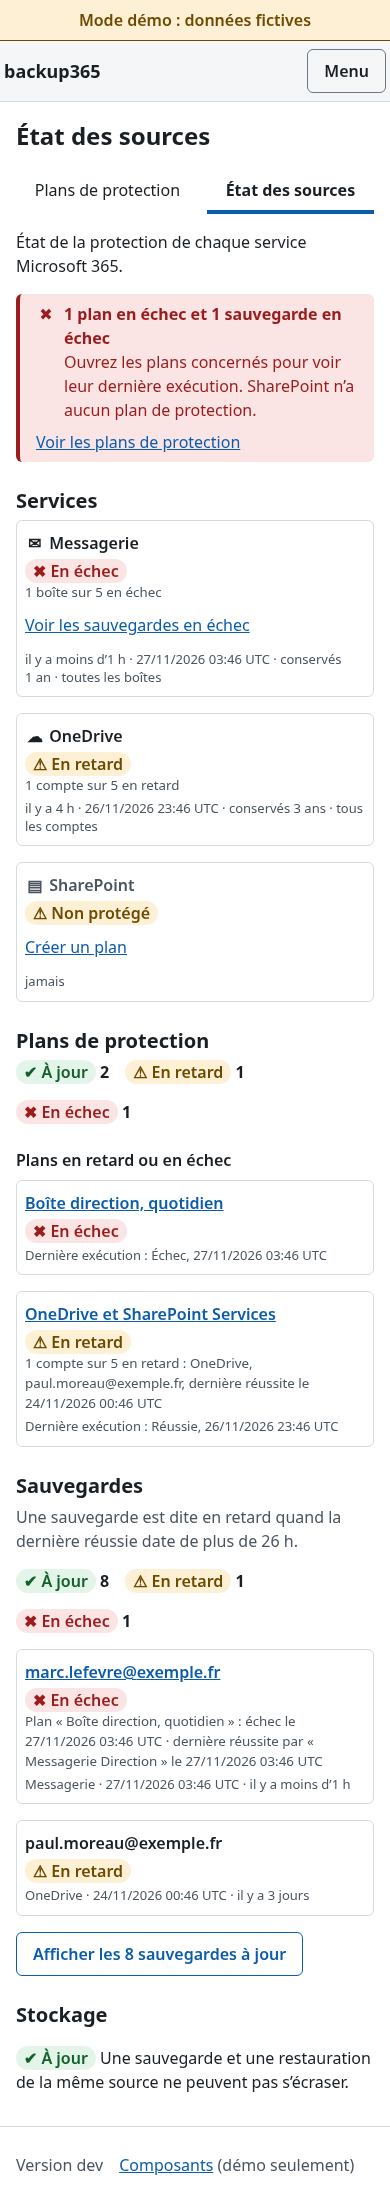 Mode démo : données fictives
backup365
Menu
État des sources
Plans de protection
État des sources
État de la protection de chaque service
Microsoft 365.
✖ 1 plan en échec et 1 sauvegarde en
échec
Ouvrez les plans concernés pour voir
leur dernière exécution. SharePoint n’a
aucun plan de protection.
Voir les plans de protection
Services
✉ Messagerie
✖ En échec
1 boîte sur 5 en échec
Voir les sauvegardes en échec
il y a moins d’1 h · 27/11/2026 03:46 UTC · conservés
1 an · toutes les boîtes
☁ OneDrive
⚠ En retard
1 compte sur 5 en retard
il y a 4 h · 26/11/2026 23:46 UTC · conservés 3 ans · tous
les comptes
▤ SharePoint
⚠ Non protégé
Créer un plan
jamais
Plans de protection
✔ À jour 2 ⚠ En retard 1
✖ En échec 1
Plans en retard ou en échec
Boîte direction, quotidien
✖ En échec
Dernière exécution : Échec, 27/11/2026 03:46 UTC
OneDrive et SharePoint Services
⚠ En retard
1 compte sur 5 en retard : OneDrive,
paul.moreau@exemple.fr, dernière réussite le
24/11/2026 00:46 UTC
Dernière exécution : Réussie, 26/11/2026 23:46 UTC
Sauvegardes
Une sauvegarde est dite en retard quand la
dernière réussie date de plus de 26 h.
✔ À jour 8 ⚠ En retard 1
✖ En échec 1
marc.lefevre@exemple.fr
✖ En échec
Plan « Boîte direction, quotidien » : échec le
27/11/2026 03:46 UTC · dernière réussite par «
Messagerie Direction » le 27/11/2026 03:46 UTC
Messagerie · 27/11/2026 03:46 UTC · il y a moins d’1 h
paul.moreau@exemple.fr
⚠ En retard
OneDrive · 24/11/2026 00:46 UTC · il y a 3 jours
Afficher les 8 sauvegardes à jour
Stockage
✔ À jour Une sauvegarde et une restauration
de la même source ne peuvent pas s’écraser.
Version dev Composants (démo seulement)